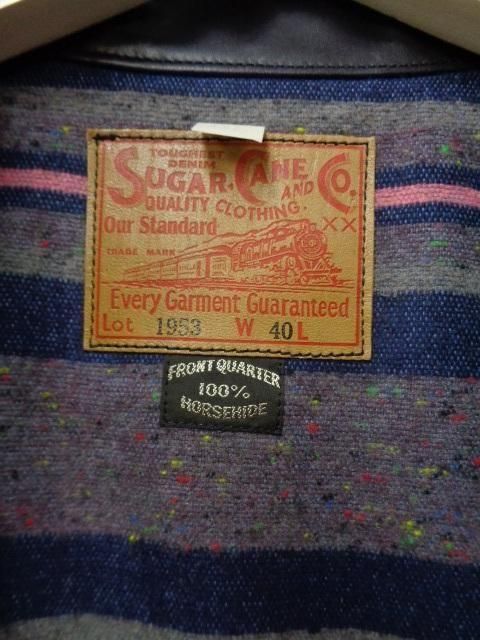 TOUGHEST
DENIM
SUGAR CANE AND CO.
QUALITY CLOTHING.
Our Standard XX
TRADE MARK
Every Garment Guaranteed
Lot 1953 W 40L
FRONT QUARTER
100%
HORSEHIDE